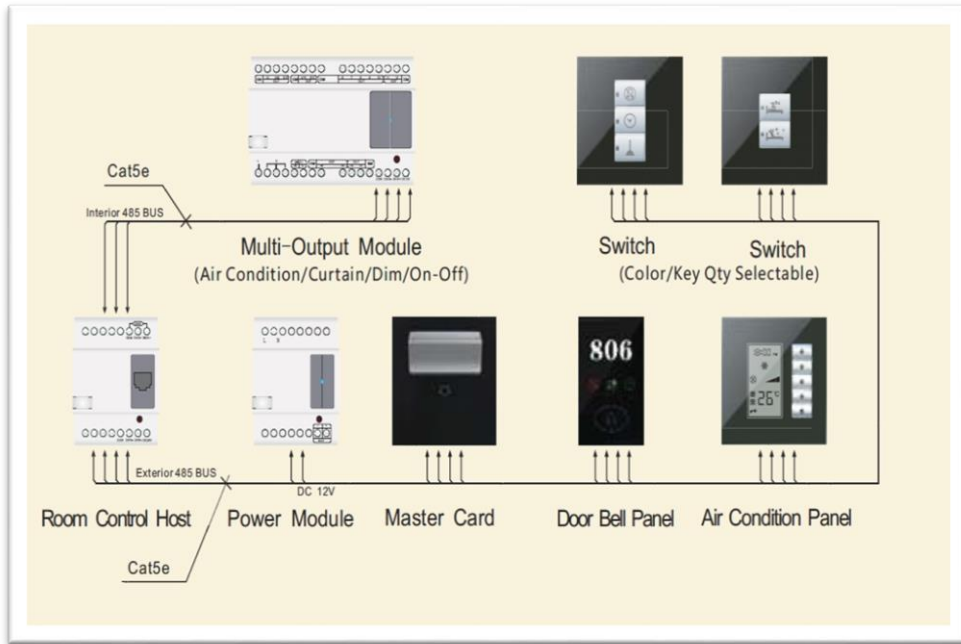 Cat5e
Interior 485 BUS
Multi-Output Module
(Air Condition/Curtain/Dim/On-Off)
Switch
Switch
(Color/Key Qty Selectable)
806
26°C
Exterior 485 BUS
DC 12V
Room Control Host
Power Module
Master Card
Door Bell Panel
Air Condition Panel
Cat5e